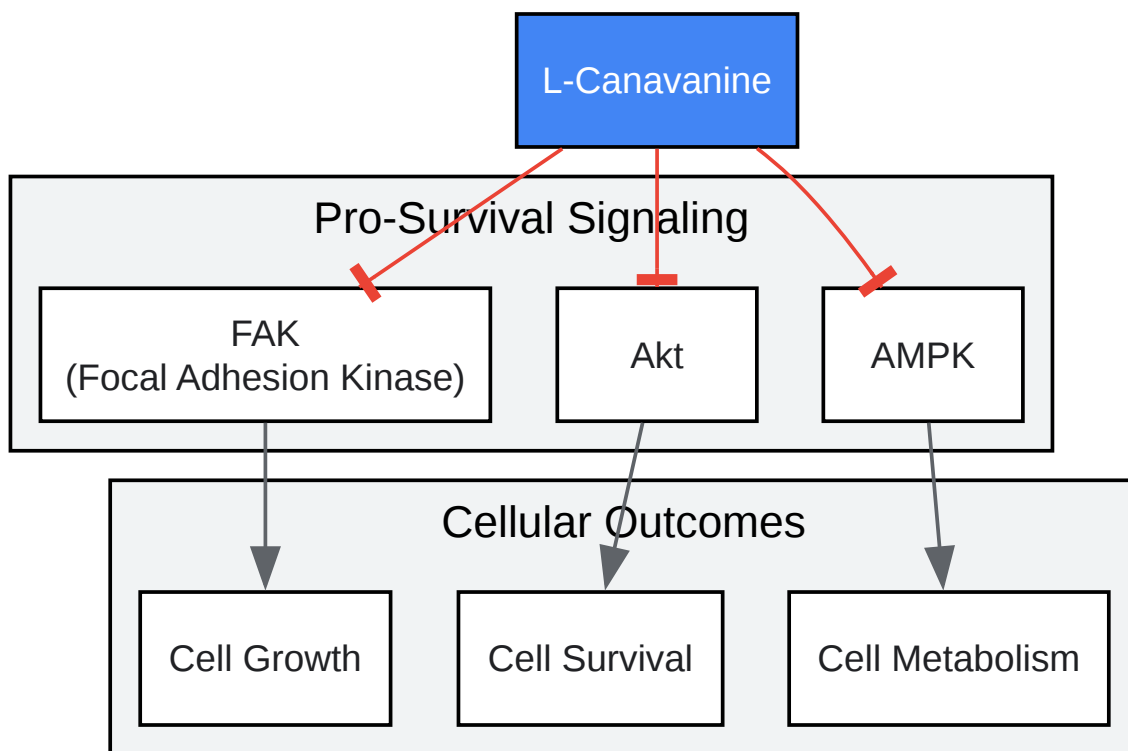 L-Canavanine
Pro-Survival Signaling
FAK
(Focal Adhesion Kinase)
Akt
AMPK
Cellular Outcomes
Cell Growth
Cell Survival
Cell Metabolism